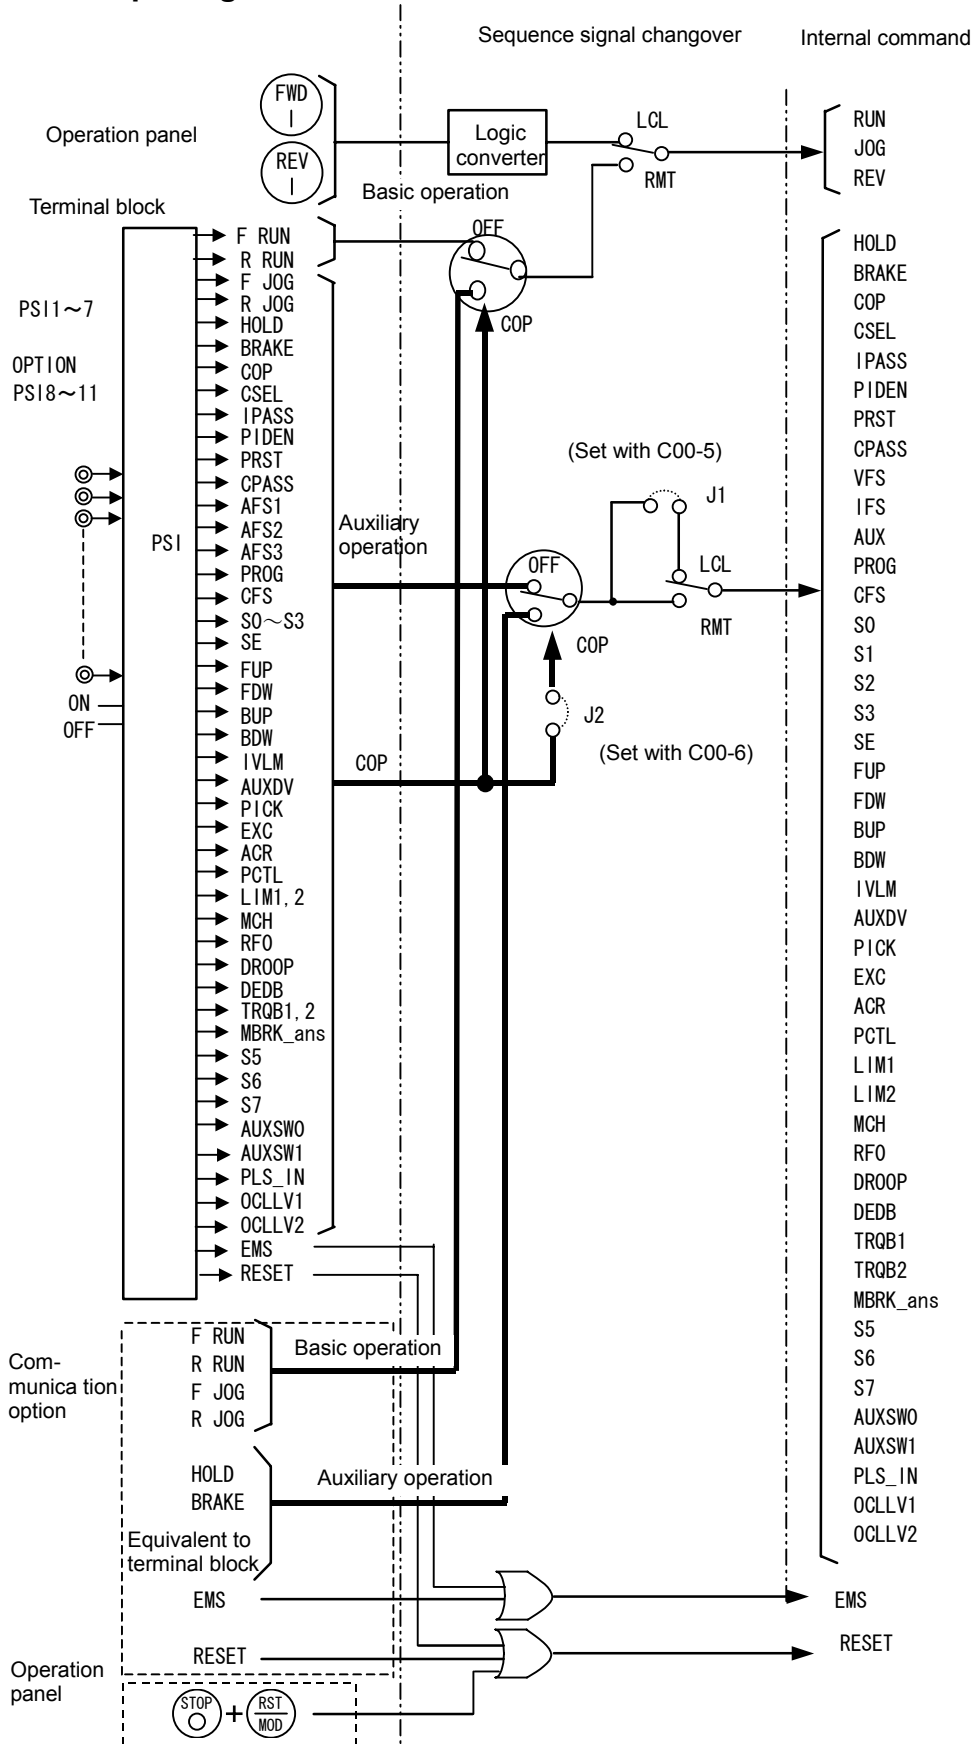 Sequence signal changover
Internal command
Operation panel
FWD
I
REV
I
Logic
converter
LCL
RMT
RUN
JOG
REV
Basic operation
Terminal block
PSI1~7
OPTION
PSI8~11
PSI
ON
OFF
F RUN
R RUN
F JOG
R JOG
HOLD
BRAKE
COP
CSEL
IPASS
PIDEN
PRST
CPASS
AFS1
AFS2
AFS3
PROG
CFS
S0~S3
SE
FUP
FDW
BUP
BDW
IVLM
AUXDV
PICK
EXC
ACR
PCTL
LIM1,2
MCH
RF0
DROOP
DEDB
TRQB1,2
MBRK_ans
S5
S6
S7
AUXSW0
AUXSW1
PLS_IN
OCLLV1
OCLLV2
EMS
RESET
OFF
COP
Auxiliary
operation
COP
(Set with C00-5)
J1
OFF
LCL
RMT
COP
J2
(Set with C00-6)
HOLD
BRAKE
COP
CSEL
IPASS
PIDEN
PRST
CPASS
VFS
IFS
AUX
PROG
CFS
S0
S1
S2
S3
SE
FUP
FDW
BUP
BDW
IVLM
AUXDV
PICK
EXC
ACR
PCTL
LIM1
LIM2
MCH
RF0
DROOP
DEDB
TRQB1
TRQB2
MBRK_ans
S5
S6
S7
AUXSW0
AUXSW1
PLS_IN
OCLLV1
OCLLV2
Com-
munica tion
option
F RUN
R RUN
F JOG
R JOG
Basic operation
HOLD
BRAKE
Auxiliary operation
Equivalent to
terminal block
EMS
EMS
RESET
RESET
Operation
panel
STOP
+
RST
MOD